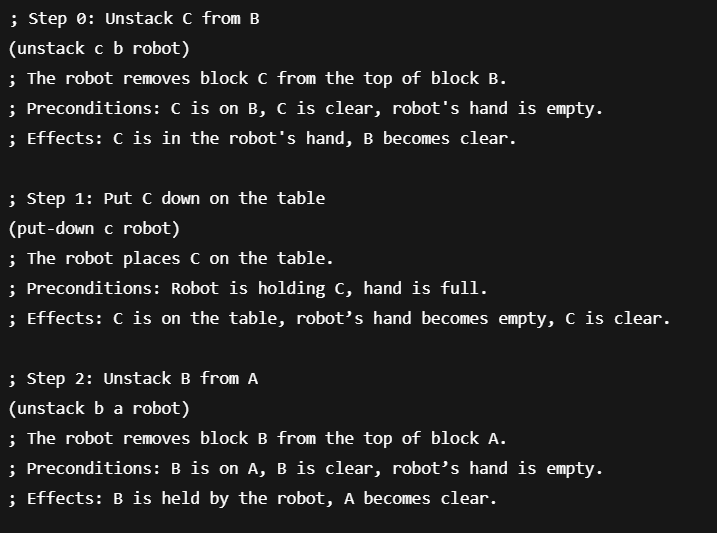 ; Step 0: Unstack C from B
(unstack c b robot)
; The robot removes block C from the top of block B.
; Preconditions: C is on B, C is clear, robot's hand is empty.
; Effects: C is in the robot's hand, B becomes clear.
; Step 1: Put C down on the table
(put-down c robot)
; The robot places C on the table.
; Preconditions: Robot is holding C, hand is full.
; Effects: C is on the table, robot’s hand becomes empty, C is clear.
; Step 2: Unstack B from A
(unstack b a robot)
; The robot removes block B from the top of block A.
; Preconditions: B is on A, B is clear, robot’s hand is empty.
; Effects: B is held by the robot, A becomes clear.